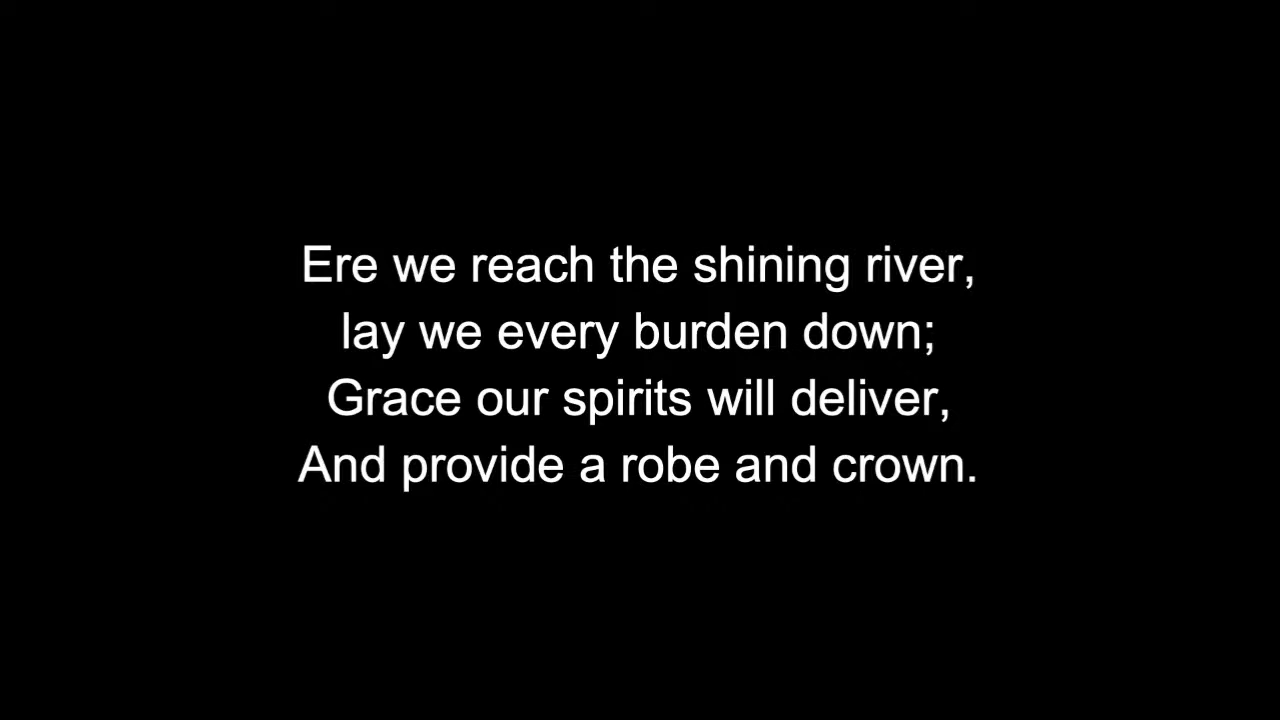 Ere we reach the shining river,
lay we every burden down;
Grace our spirits will deliver,
And provide a robe and crown.